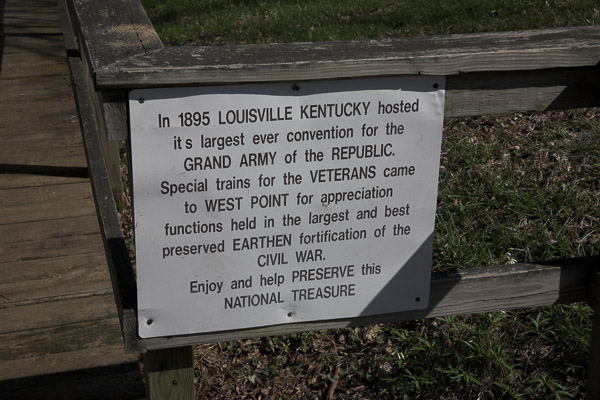 In 1895 LOUISVILLE KENTUCKY hosted
it's largest ever convention for the
GRAND ARMY of the REPUBLIC.
Special trains for the VETERANS came
to WEST POINT for appreciation
functions held in the largest and best
preserved EARTHEN fortification of the
CIVIL WAR.
Enjoy and help PRESERVE this
NATIONAL TREASURE